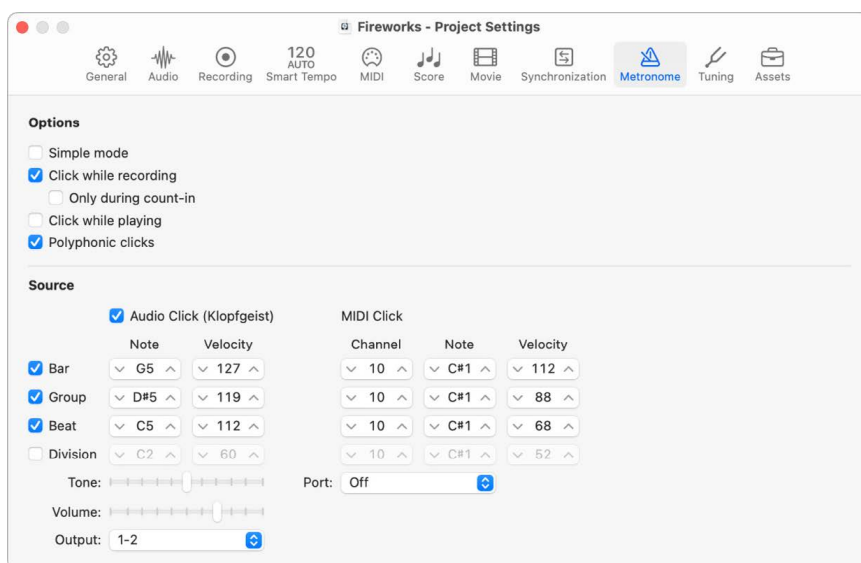 Fireworks - Project Settings
120
AUTO
General Audio Recording Smart Tempo MIDI Score Movie Synchronization Metronome Tuning Assets
Options
Simple mode
Click while recording
Only during count-in
Click while playing
Polyphonic clicks
Source
Audio Click (Klopfgeist) MIDI Click
Note Velocity Channel Note Velocity
Bar G5 127 10 C#1 112
Group D#5 119 10 C#1 88
Beat C5 112 10 C#1 68
Division C2 60 10 C#1 52
Tone: Port: Off
Volume:
Output: 1-2